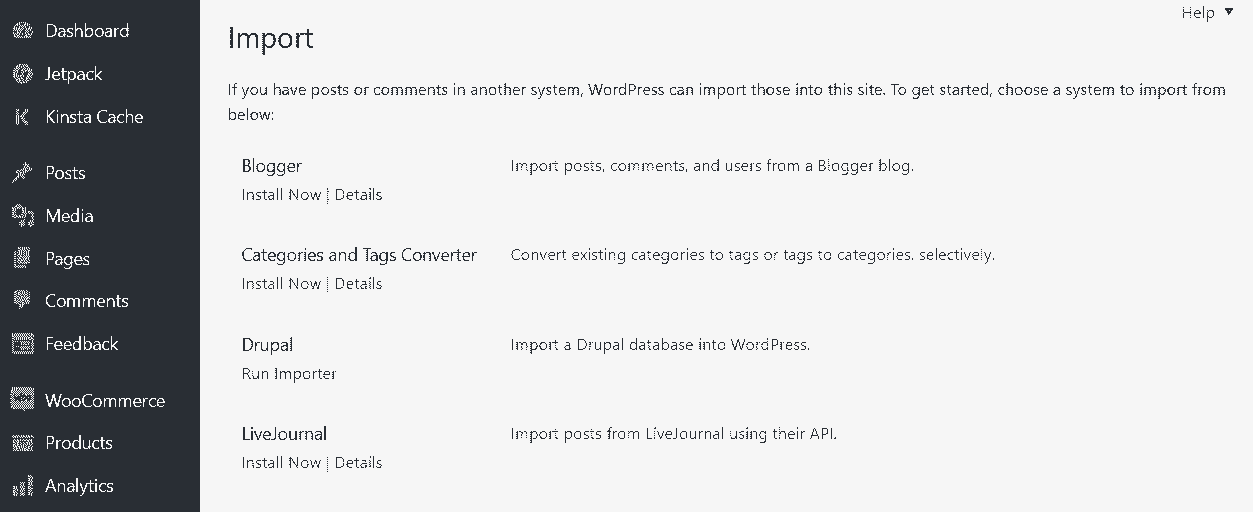 Help ▼
Dashboard
Jetpack
Kinsta Cache
Posts
Media
Pages
Comments
Feedback
WooCommerce
Products
Analytics
Import
If you have posts or comments in another system, WordPress can import those into this site. To get started, choose a system to import from
below:
Blogger
Import posts, comments, and users from a Blogger blog.
Install Now | Details
Categories and Tags Converter
Convert existing categories to tags or tags to categories, selectively.
Install Now | Details
Drupal
Import a Drupal database into WordPress.
Run Importer
LiveJournal
Import posts from LiveJournal using their API.
Install Now | Details